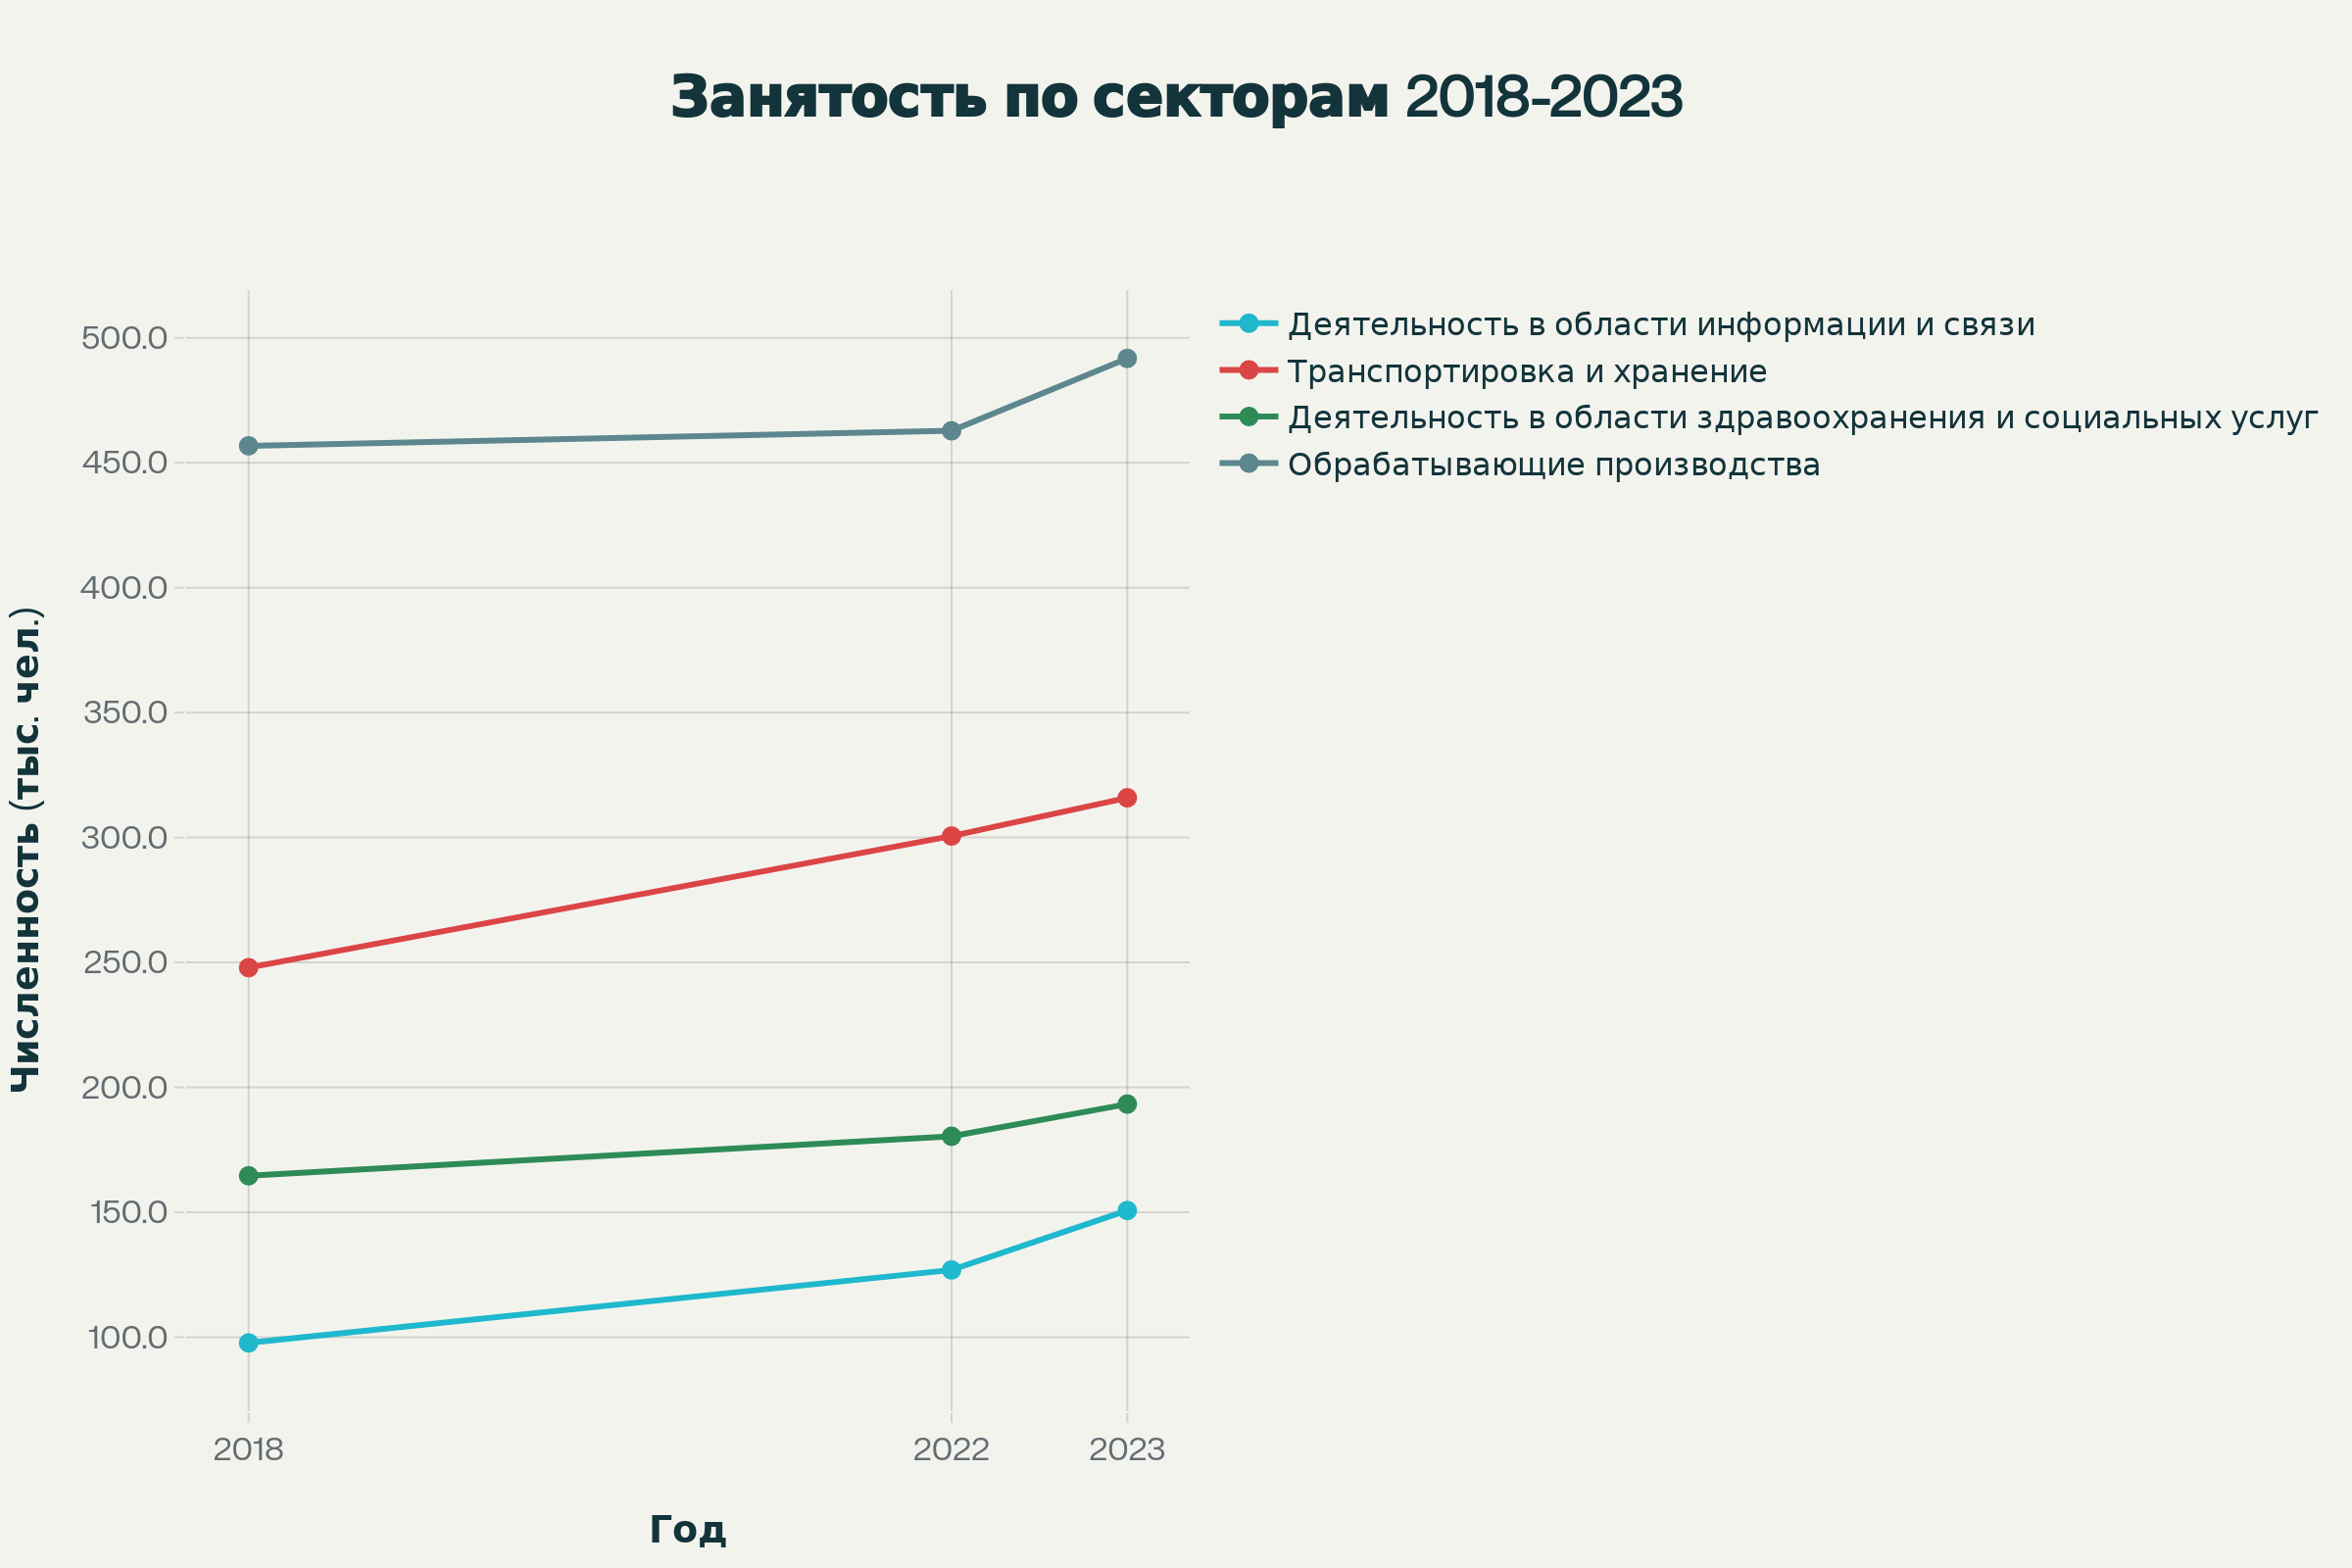 Занятость по секторам 2018-2023
Деятельность в области информации и связи
Транспортировка и хранение
Деятельность в области здравоохранения и социальных услуг
Обрабатывающие производства
Численность (тыс. чел.)
500.0
450.0
400.0
350.0
300.0
250.0
200.0
150.0
100.0
2018 2022 2023
Год